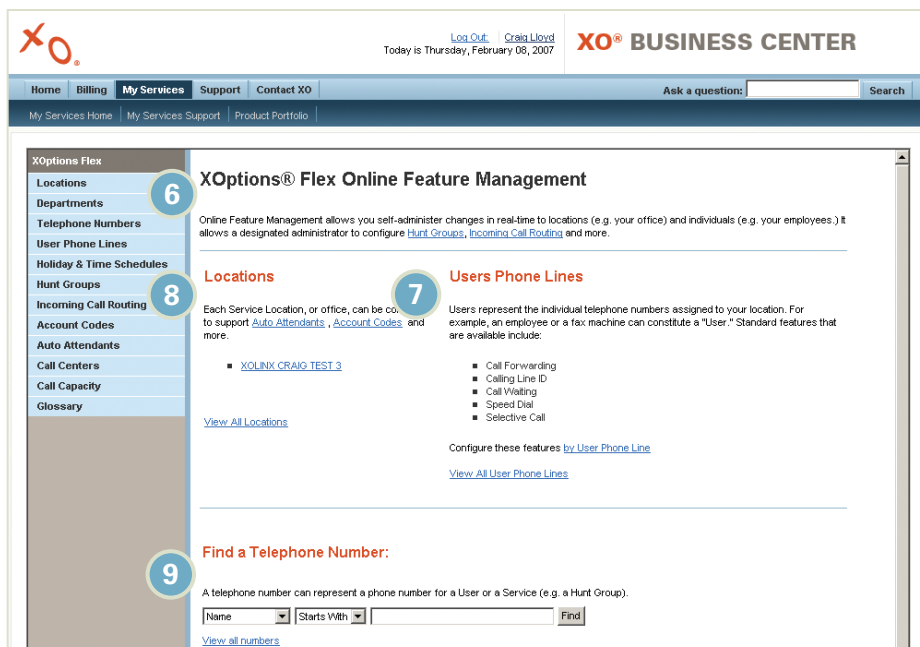 XO®
Log Out: Craig Lloyd
Today is Thursday, February 08, 2007
XO® BUSINESS CENTER
Home Billing My Services Support Contact XO
Ask a question: Search
My Services Home My Services Support Product Portfolio
XOptions Flex
Locations
Departments
Telephone Numbers
User Phone Lines
Holiday & Time Schedules
Hunt Groups
Incoming Call Routing
Account Codes
Auto Attendants
Call Centers
Call Capacity
Glossary
6
XOptions® Flex Online Feature Management
Online Feature Management allows you self-administer changes in real-time to locations (e.g. your office) and individuals (e.g. your employees.) It
allows a designated administrator to configure Hunt Groups, Incoming Call Routing and more.
8
Locations
Each Service Location, or office, can be
to support Auto Attendants , Account Codes and
more.
XOLINX CRAIG TEST 3
View All Locations
7
Users Phone Lines
Users represent the individual telephone numbers assigned to your location. For
example, an employee or a fax machine can constitute a "User." Standard features that
are available include:
Call Forwarding
Calling Line ID
Call Waiting
Speed Dial
Selective Call
Configure these features by User Phone Line
View All User Phone Lines
9
Find a Telephone Number:
A telephone number can represent a phone number for a User or a Service (e.g. a Hunt Group).
Name Starts With Find
View all numbers